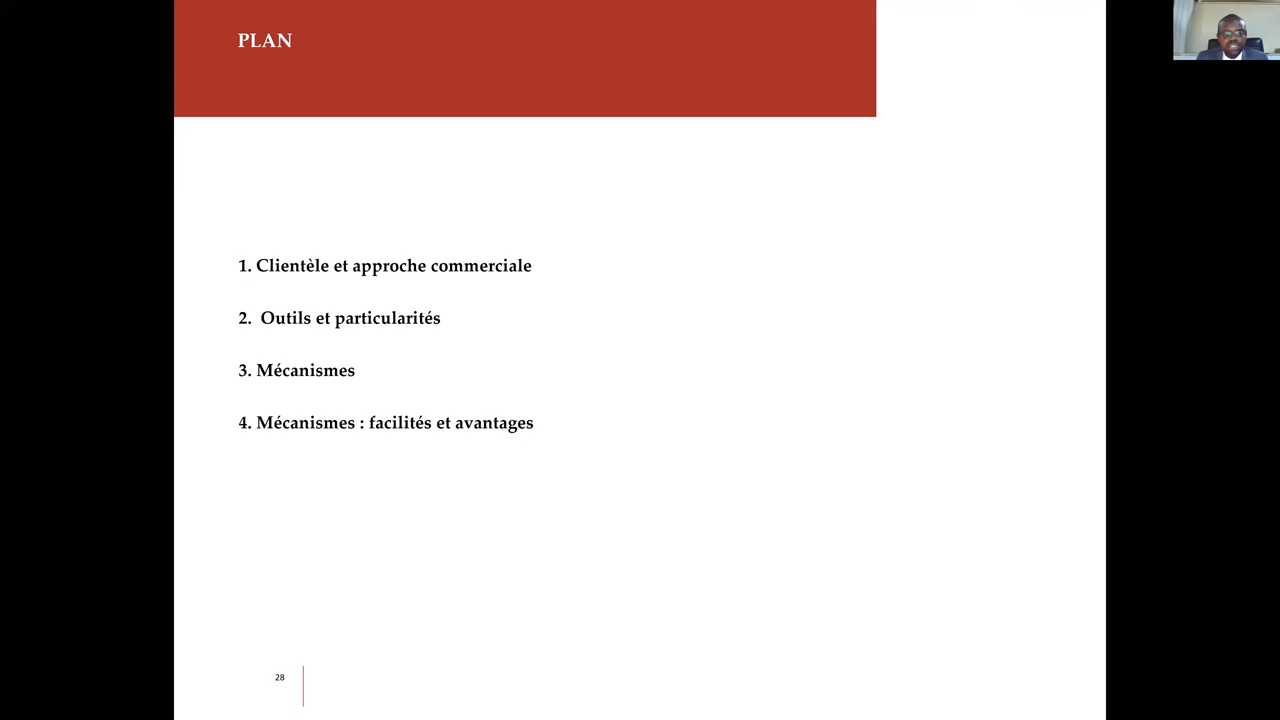 PLAN
1. Clientèle et approche commerciale
2. Outils et particularités
3. Mécanismes
4. Mécanismes : facilités et avantages
28